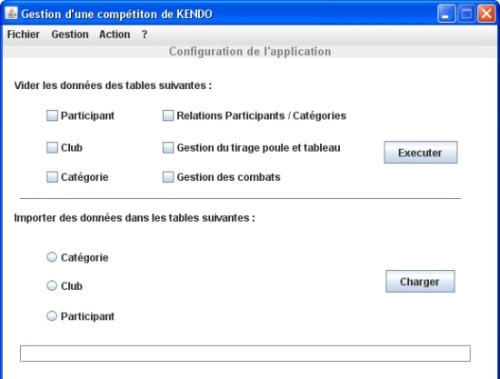 Gestion d'une compétiton de KENDO
Fichier Gestion Action ?
Configuration de l'application
Vider les données des tables suivantes :
Participant Relations Participants / Catégories
Club Gestion du tirage poule et tableau
Executer
Catégorie Gestion des combats
Importer des données dans les tables suivantes :
Catégorie
Charger
Club
Participant